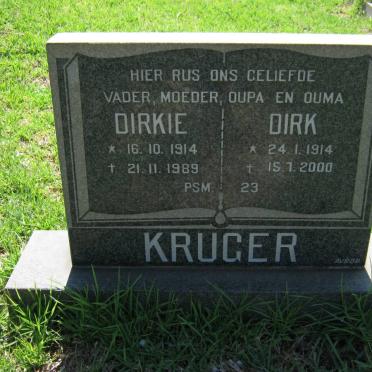 HIER RUS ONS GELIEFDE
VADER, MOEDER, OUPA EN OUMA
DIRKIE
* 16. 10. 1914
† 21. 11. 1989
DIRK
* 24. 1. 1914
† 15. 7. 2000
PSM. 23
KRUGER